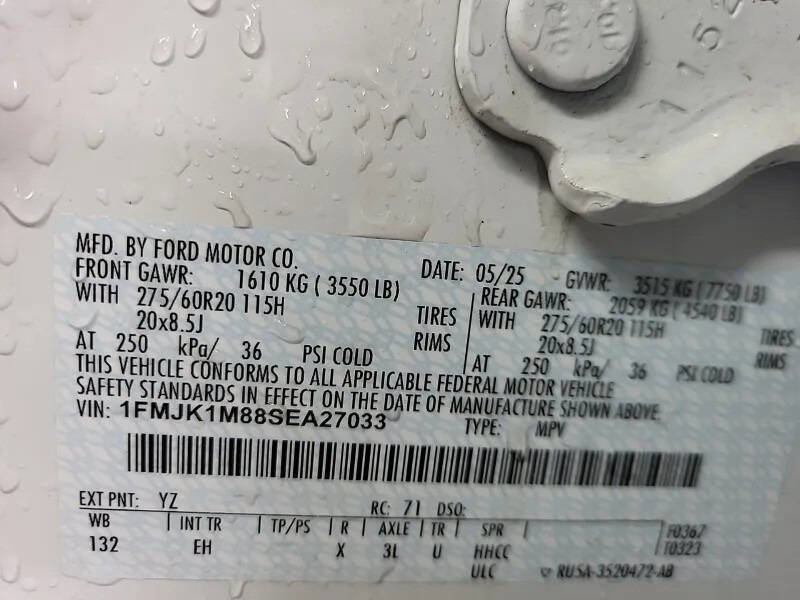 1152
MFD. BY FORD MOTOR CO.
DATE: 05/25 GVWR: 3515 KG ( 7750 LB)
FRONT GAWR: 1610 KG ( 3550 LB)
WITH 275/60R20 115H TIRES
20x8.5J RIMS
AT 250 kPa/ 36 PSI COLD
REAR GAWR: 2059 KG ( 4540 LB)
WITH 275/60R20 115H TIRES
20x8.5J RIMS
AT 250 kPa/ 36 PSI COLD
THIS VEHICLE CONFORMS TO ALL APPLICABLE FEDERAL MOTOR VEHICLE
SAFETY STANDARDS IN EFFECT ON THE DATE OF MANUFACTURE SHOWN ABOVE.
VIN: 1FMJK1M88SEA27033 TYPE: MPV
EXT PNT: YZ RC: 71 DSO:
WB INT TR TP/PS R AXLE TR SPR F0367
132 EH X 3L U HHCC T0323
ULC RUSA-3520472-AB